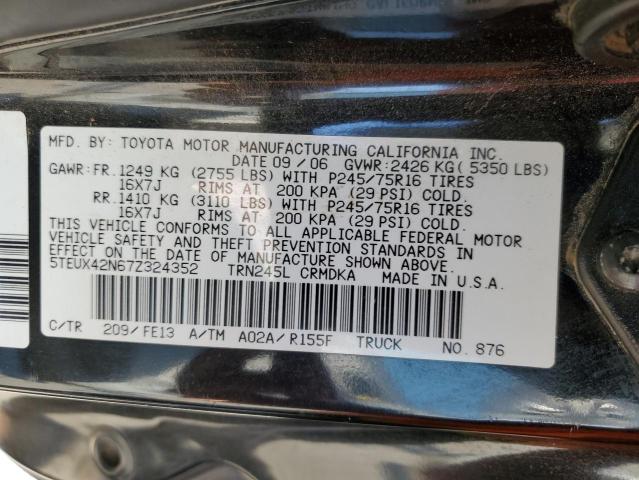 MFD. BY: TOYOTA MOTOR MANUFACTURING CALIFORNIA INC.
DATE 09/06 GVWR: 2426 KG( 5350 LBS)
GAWR: FR. 1249 KG (2755 LBS) WITH P245/75R16 TIRES
16X7J RIMS AT 200 KPA (29 PSI) COLD.
RR. 1410 KG (3110 LBS) WITH P245/75R16 TIRES
16X7J RIMS AT 200 KPA (29 PSI) COLD.
THIS VEHICLE CONFORMS TO ALL APPLICABLE FEDERAL MOTOR
VEHICLE SAFETY AND THEFT PREVENTION STANDARDS IN
EFFECT ON THE DATE OF MANUFACTURE SHOWN ABOVE.
5TEUX42N67Z324352 TRN245L CRMDKA MADE IN U.S.A
C/TR 209/FE13 A/TM A02A/R155F TRUCK NO. 876